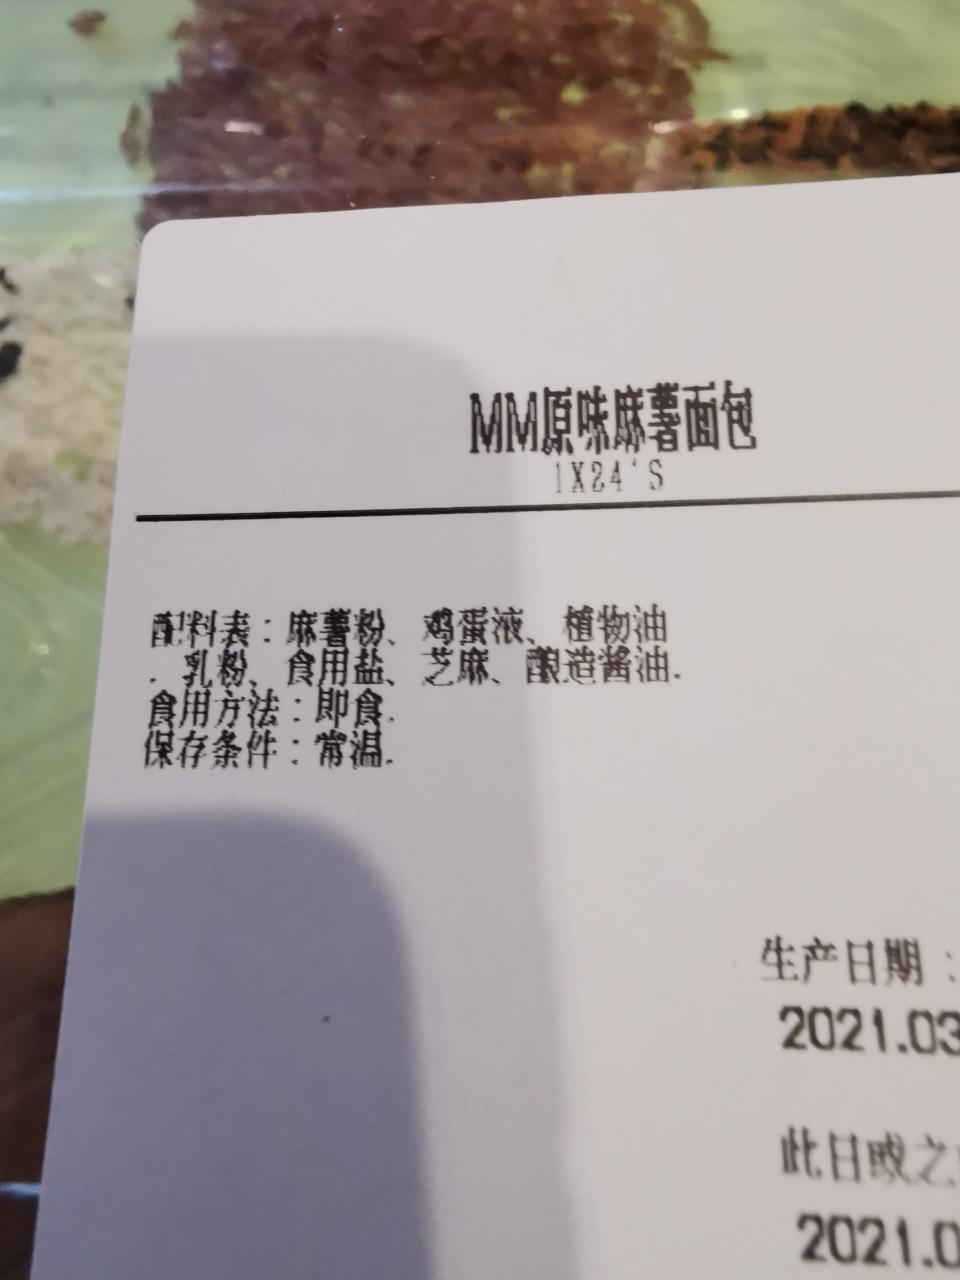 MM原味麻薯面包
1X24'S
配料表：麻薯粉、鸡蛋液、植物油
、乳粉、食用盐、芝麻、酿造酱油.
食用方法：即食.
保存条件：常温.
生产日期：
2021.03
此日或之
2021.0